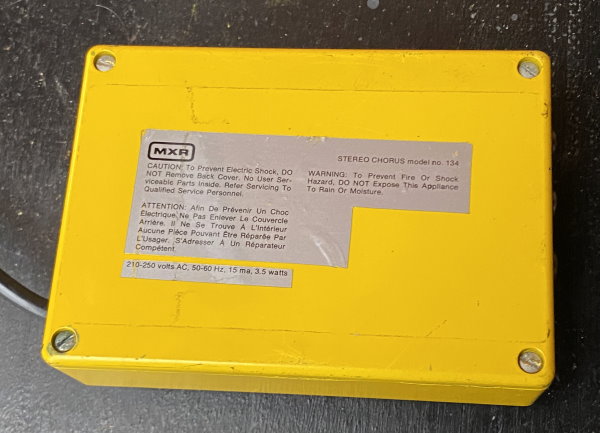 MXR
STEREO CHORUS model no. 134
CAUTION: To Prevent Electric Shock, DO
NOT Remove Back Cover. No User Ser-
viceable Parts Inside. Refer Servicing To
Qualified Service Personnel.
WARNING: To Prevent Fire Or Shock
Hazard, DO NOT Expose This Appliance
To Rain Or Moisture.
ATTENTION: Afin De Prévenir Un Choc
Électrique Ne Pas Enlever Le Couvercle
Arrière. Il Ne Se Trouve À L'Intérieur
Aucune Pièce Pouvant Être Réparée Par
L'Usager. S'Adresser À Un Réparateur
Compétent.
210-250 volts AC, 50-60 Hz, 15 ma, 3.5 watts